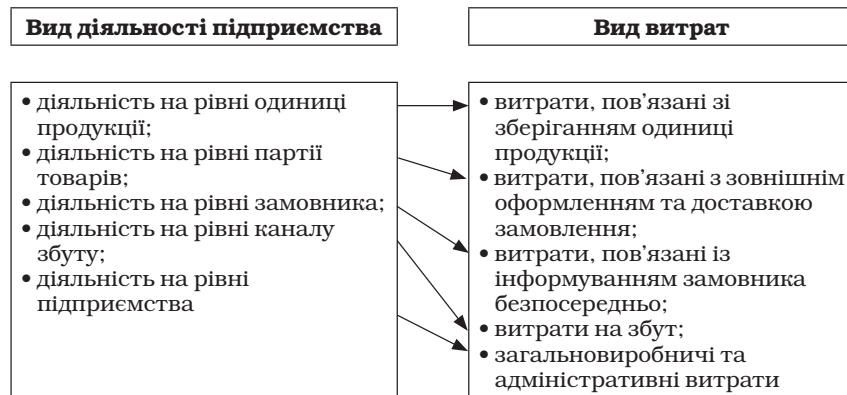 Вид діяльності підприємства
Вид витрат
• діяльність на рівні одиниці
продукції;
• діяльність на рівні партії
товарів;
• діяльність на рівні замовника;
• діяльність на рівні каналу
збуту;
• діяльність на рівні
підприємства
• витрати, пов’язані зі
зберіганням одиниці
продукції;
• витрати, пов’язані з зовнішнім
оформленням та доставкою
замовлення;
• витрати, пов’язані із
інформуванням замовника
безпосередньо;
• витрати на збут;
• загальновиробничі та
адміністративні витрати